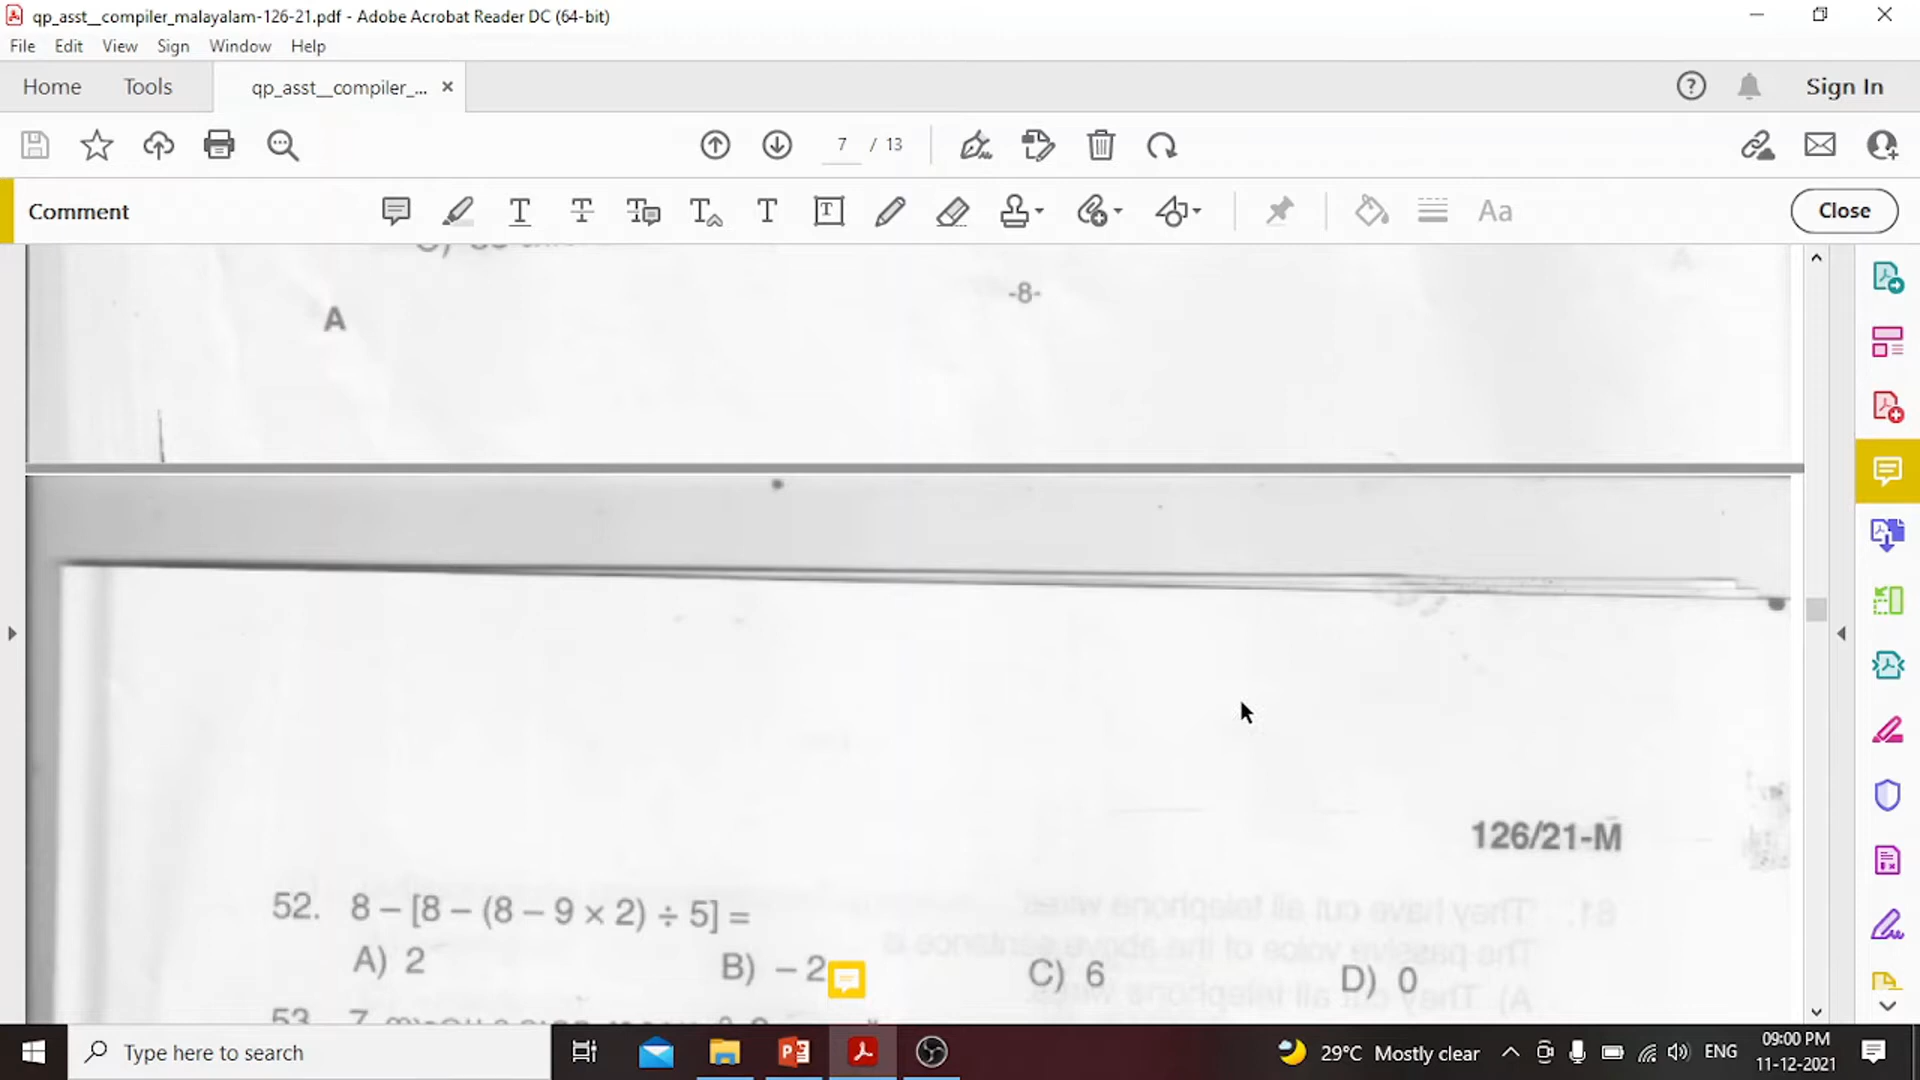 qp_asst__compiler_malayalam-126-21.pdf - Adobe Acrobat Reader DC (64-bit)
File Edit View Sign Window Help
Home Tools qp_asst__compiler_... × Sign In
7 / 13
Comment Close
-8-
A
126/21-M
52. 8 – [8 – (8 – 9 × 2) ÷ 5] =
A) 2 B) – 2 C) 6 D) 0
53. 7
Type here to search
29°C Mostly clear ENG 09:00 PM
11-12-2021